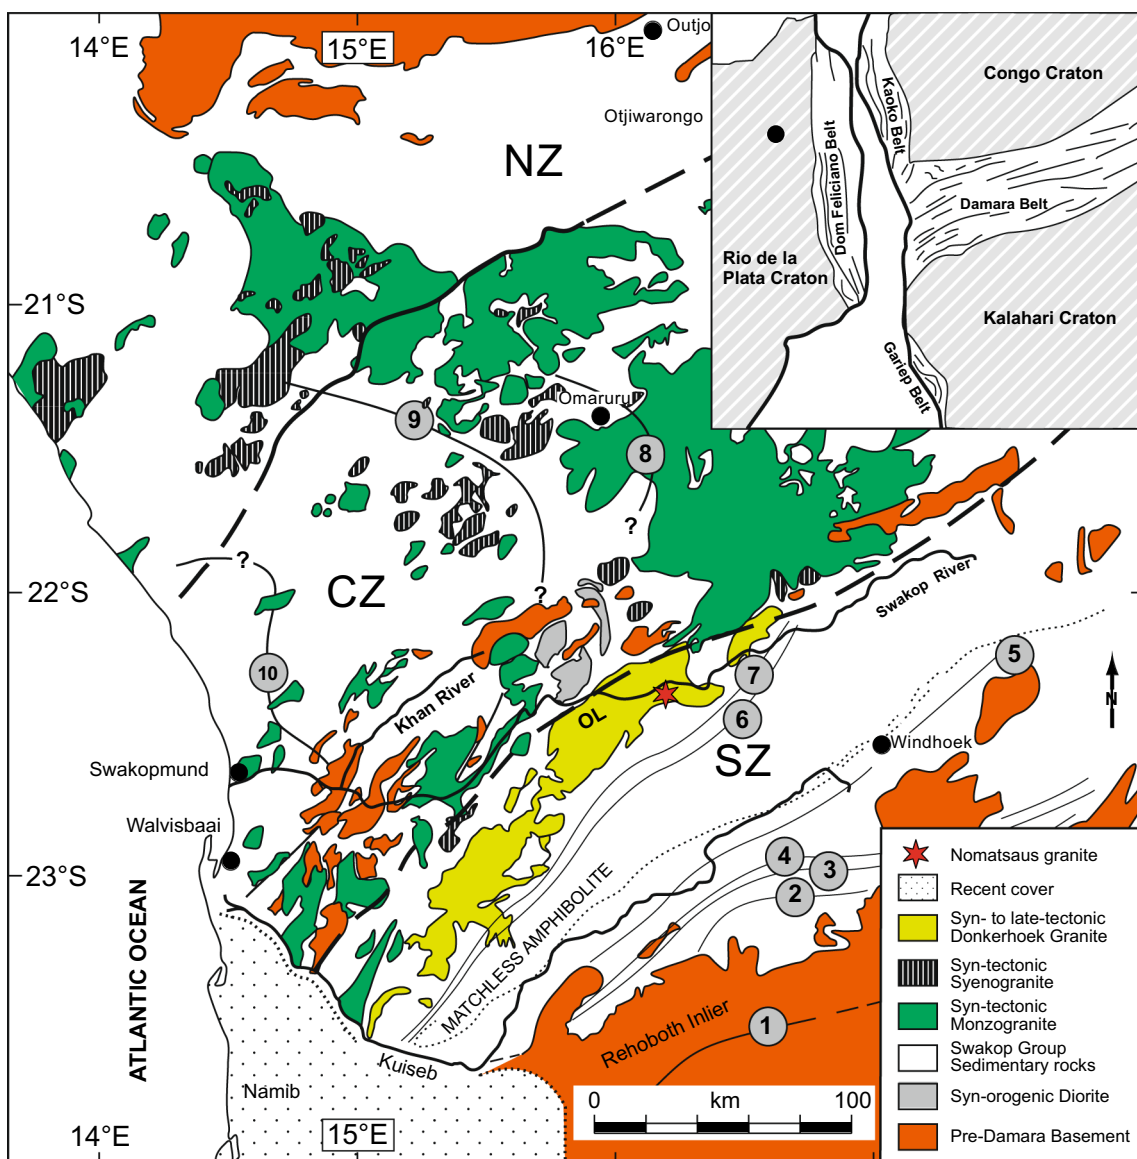 14°E
15°E
16°E
Outjo
Otjiwarongo
NZ
Congo Craton
Kaoko Belt
Dom Feliciano Belt
Damara Belt
Rio de la
Plata Craton
Kalahari Craton
Gariep Belt
21°S
Omaruru
9
8
?
?
?
22°S
CZ
Swakop River
10
Khan River
7
6
5
N
OL
SZ
Windhoek
Swakopmund
Walvisbaai
23°S
4
3
2
MATCHLESS AMPHIBOLITE
ATLANTIC OCEAN
Rehoboth Inlier
1
Kuiseb
Namib
0 km 100
14°E
15°E
Nomatsaus granite
Recent cover
Syn- to late-tectonic
Donkerhoek Granite
Syn-tectonic
Syenogranite
Syn-tectonic
Monzogranite
Swakop Group
Sedimentary rocks
Syn-orogenic Diorite
Pre-Damara Basement